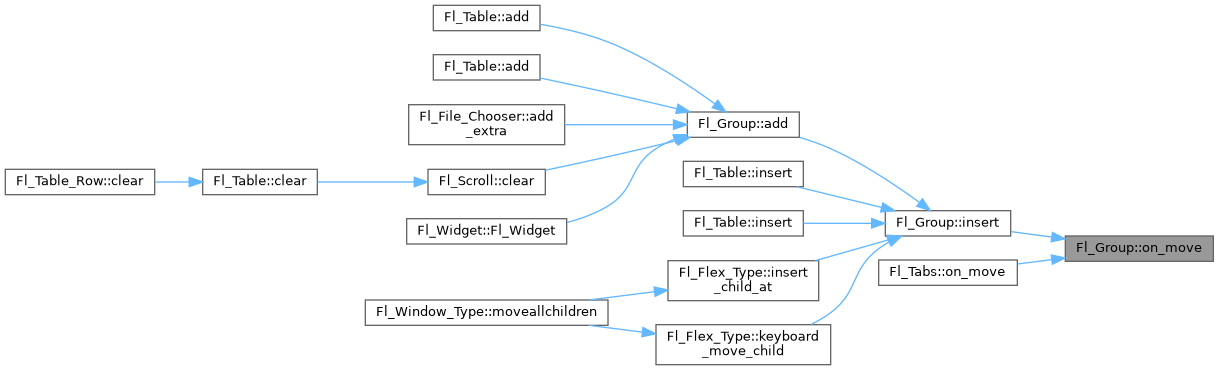 Fl_Table::add
Fl_Table::add
Fl_File_Chooser::add
_extra
Fl_Group::add
Fl_Table_Row::clear
Fl_Table::clear
Fl_Scroll::clear
Fl_Table::insert
Fl_Widget::Fl_Widget
Fl_Table::insert
Fl_Group::insert
Fl_Group::on_move
Fl_Flex_Type::insert
_child_at
Fl_Tabs::on_move
Fl_Window_Type::moveallchildren
Fl_Flex_Type::keyboard
_move_child